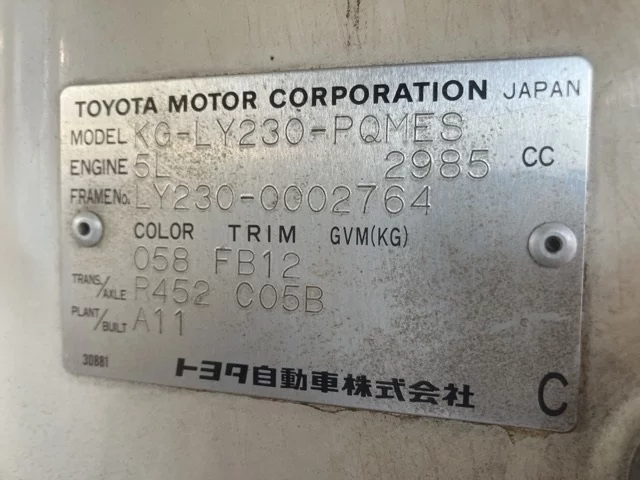 TOYOTA MOTOR CORPORATION JAPAN
MODEL KG-LY230-PQMES
ENGINE 5L 2985 CC
FRAME No. LY230-0002764
COLOR TRIM GVM(KG)
058 FB12
TRANS/AXLE R452 C05B
PLANT/BUILT A11
30881
トヨタ自動車株式会社 C